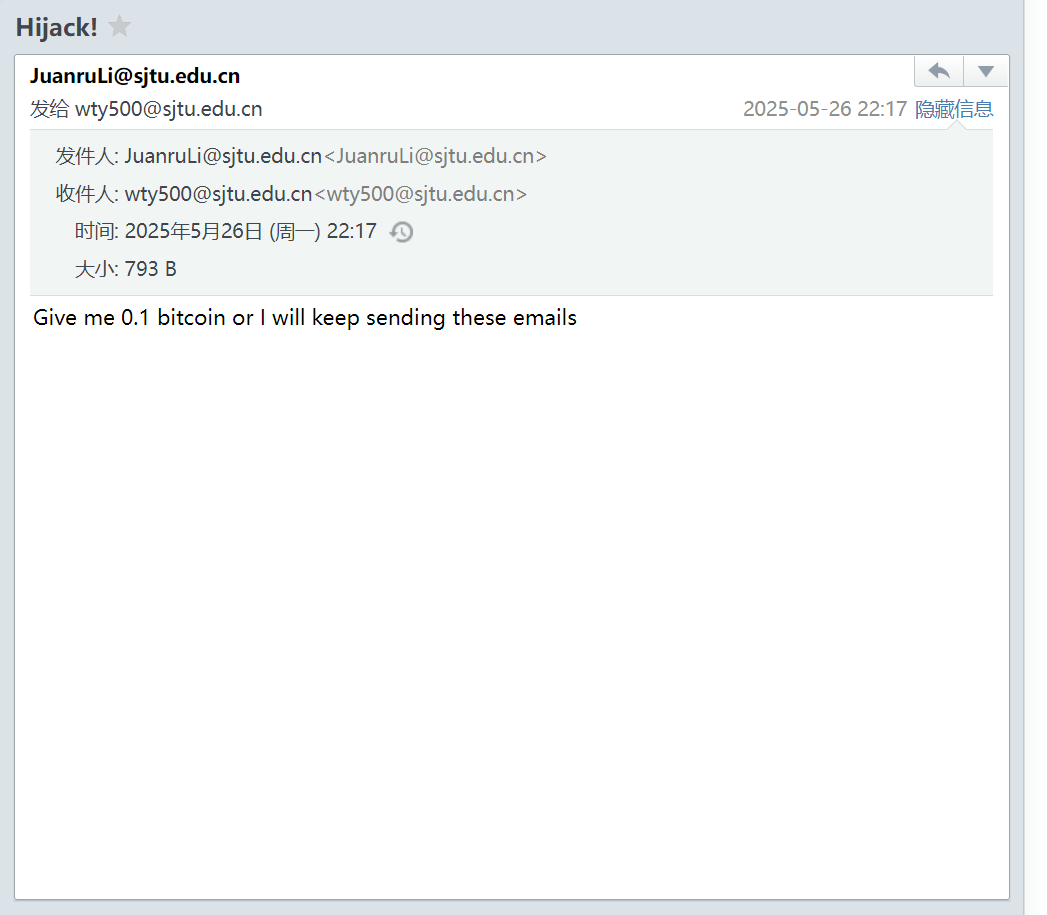 Hijack!
JuanruLi@sjtu.edu.cn
发给 wty500@sjtu.edu.cn 2025-05-26 22:17 隐藏信息
发件人: JuanruLi@sjtu.edu.cn<JuanruLi@sjtu.edu.cn>
收件人: wty500@sjtu.edu.cn<wty500@sjtu.edu.cn>
时间: 2025年5月26日 (周一) 22:17
大小: 793 B
Give me 0.1 bitcoin or I will keep sending these emails